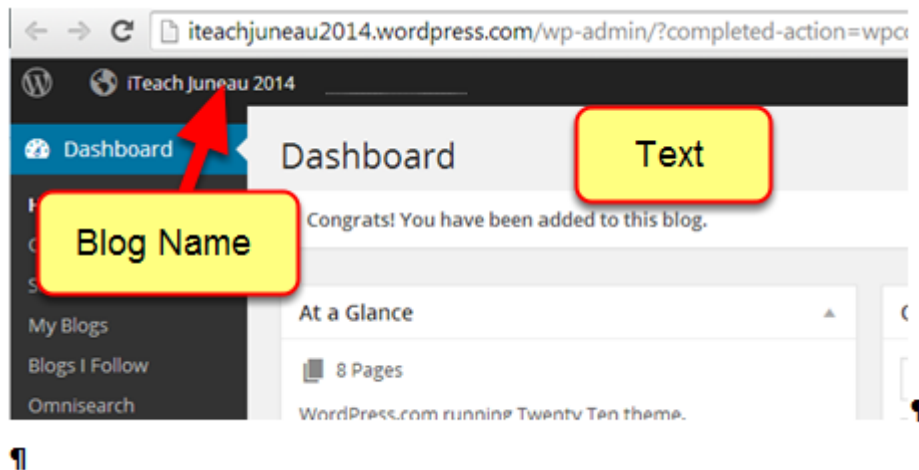 iteachjuneau2014.wordpress.com/wp-admin/?completed-action=
iTeach Juneau 2014
Dashboard
Dashboard
Text
Congrats! You have been added to this blog.
Blog Name
At a Glance
My Blogs
Blogs I Follow
8 Pages
Omnisearch
WordPress.com running Twenty Ten theme.
¶
¶